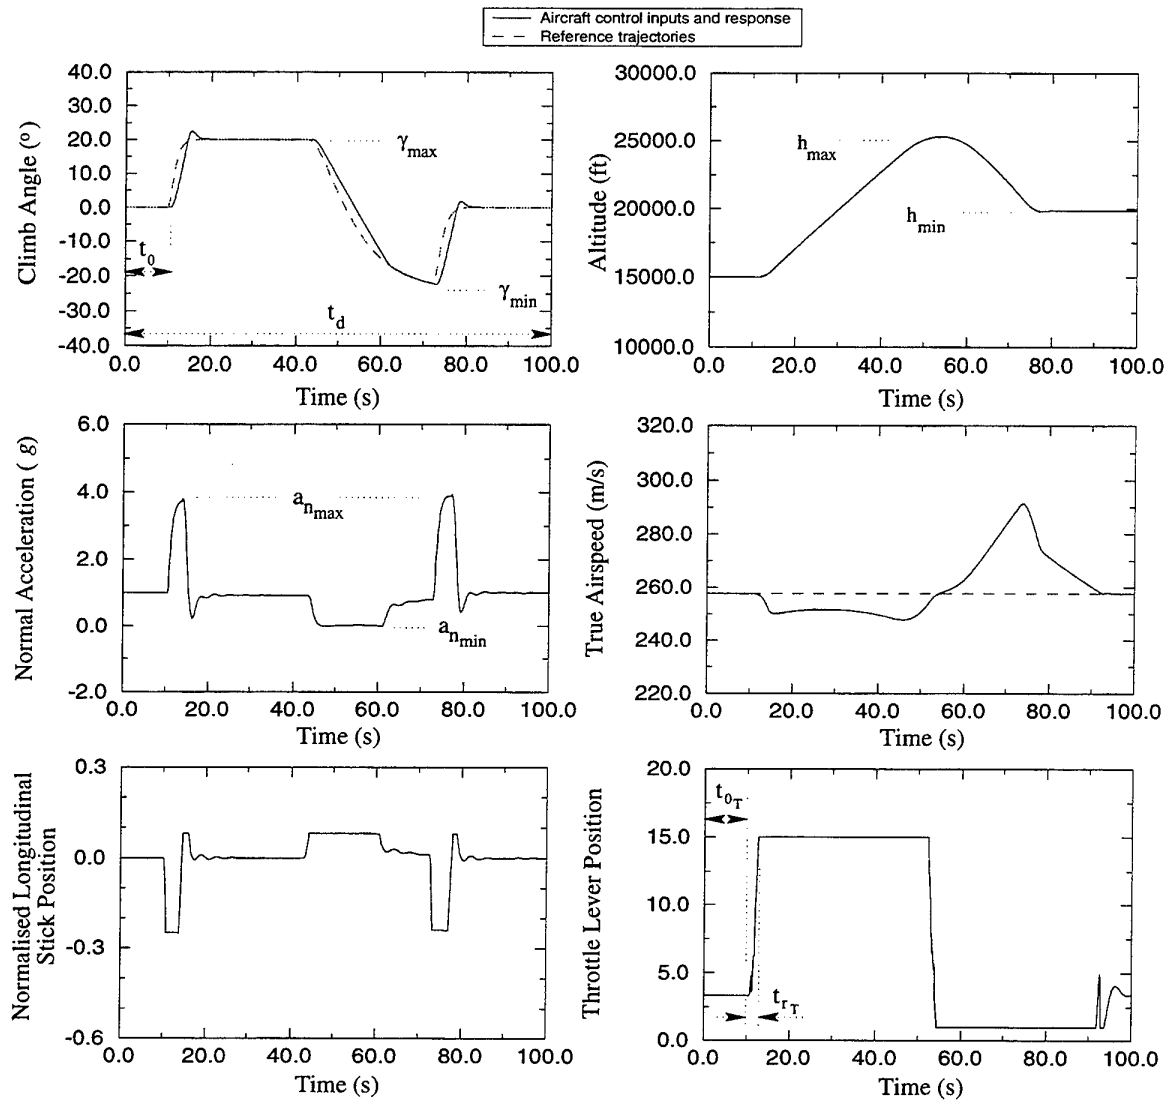 Aircraft control inputs and response
Reference trajectories
Climb Angle (°)
40.0
30.0
20.0
10.0
0.0
-10.0
-20.0
-30.0
-40.0
γmax
γmin
t0
td
0.0 20.0 40.0 60.0 80.0 100.0
Time (s)
Altitude (ft)
30000.0
25000.0
20000.0
15000.0
10000.0
hmax
hmin
0.0 20.0 40.0 60.0 80.0 100.0
Time (s)
Normal Acceleration ( g)
6.0
4.0
2.0
0.0
-2.0
anmax
anmin
0.0 20.0 40.0 60.0 80.0 100.0
Time (s)
True Airspeed (m/s)
320.0
300.0
280.0
260.0
240.0
220.0
0.0 20.0 40.0 60.0 80.0 100.0
Time (s)
Normalised Longitudinal
Stick Position
0.3
0.0
-0.3
-0.6
0.0 20.0 40.0 60.0 80.0 100.0
Time (s)
Throttle Lever Position
20.0
15.0
10.0
5.0
0.0
t0T
trT
0.0 20.0 40.0 60.0 80.0 100.0
Time (s)